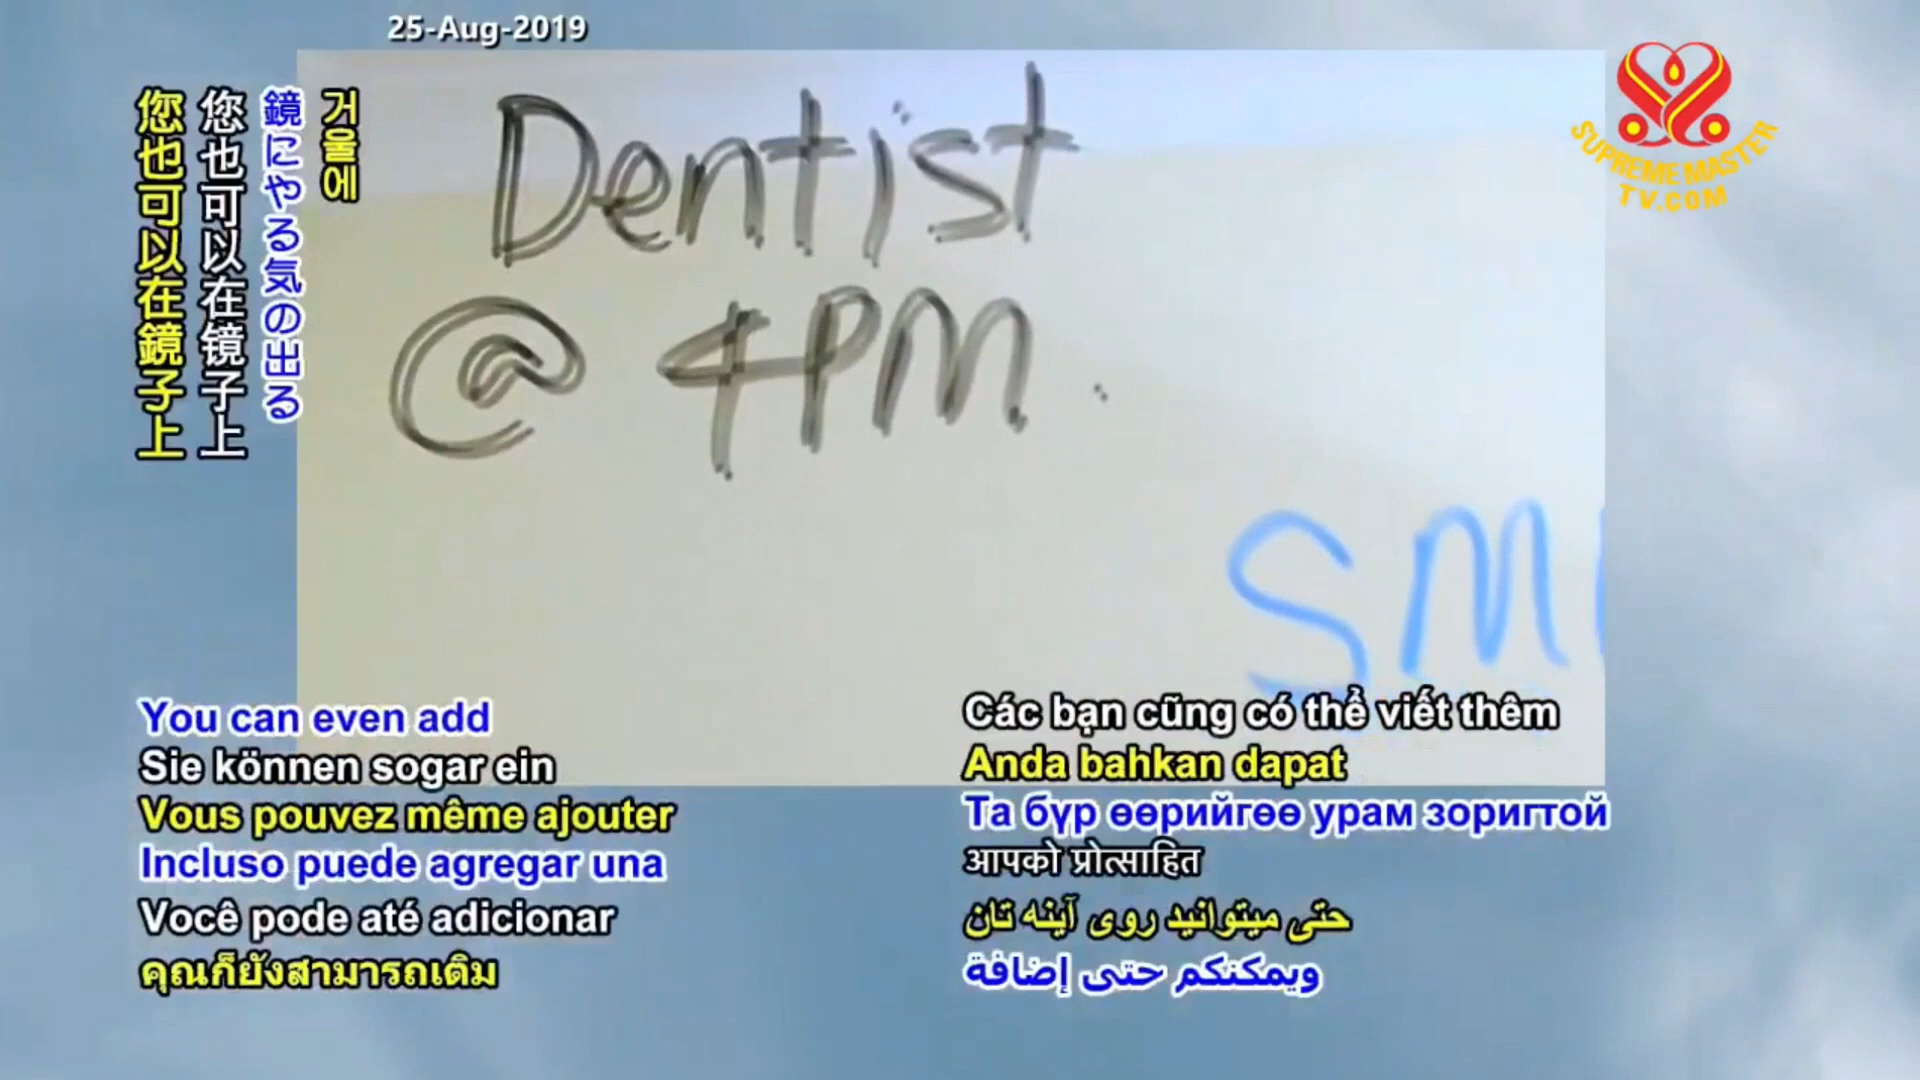 25-Aug-2019
SUPREME MASTER
TV.COM
您也可以在鏡子上
您也可以在镜子上
鏡にやる気の出る
거울에
Dentist
@ 4PM.
SM
You can even add
Sie können sogar ein
Vous pouvez même ajouter
Incluso puede agregar una
Você pode até adicionar
คุณก็ยังสามารถเติม
Các bạn cũng có thể viết thêm
Anda bahkan dapat
Та бүр өөрийгөө урам зоригтой
आपको प्रोत्साहित
حتی میتوانید روی آینه تان
ويمكنكم حتى إضافة